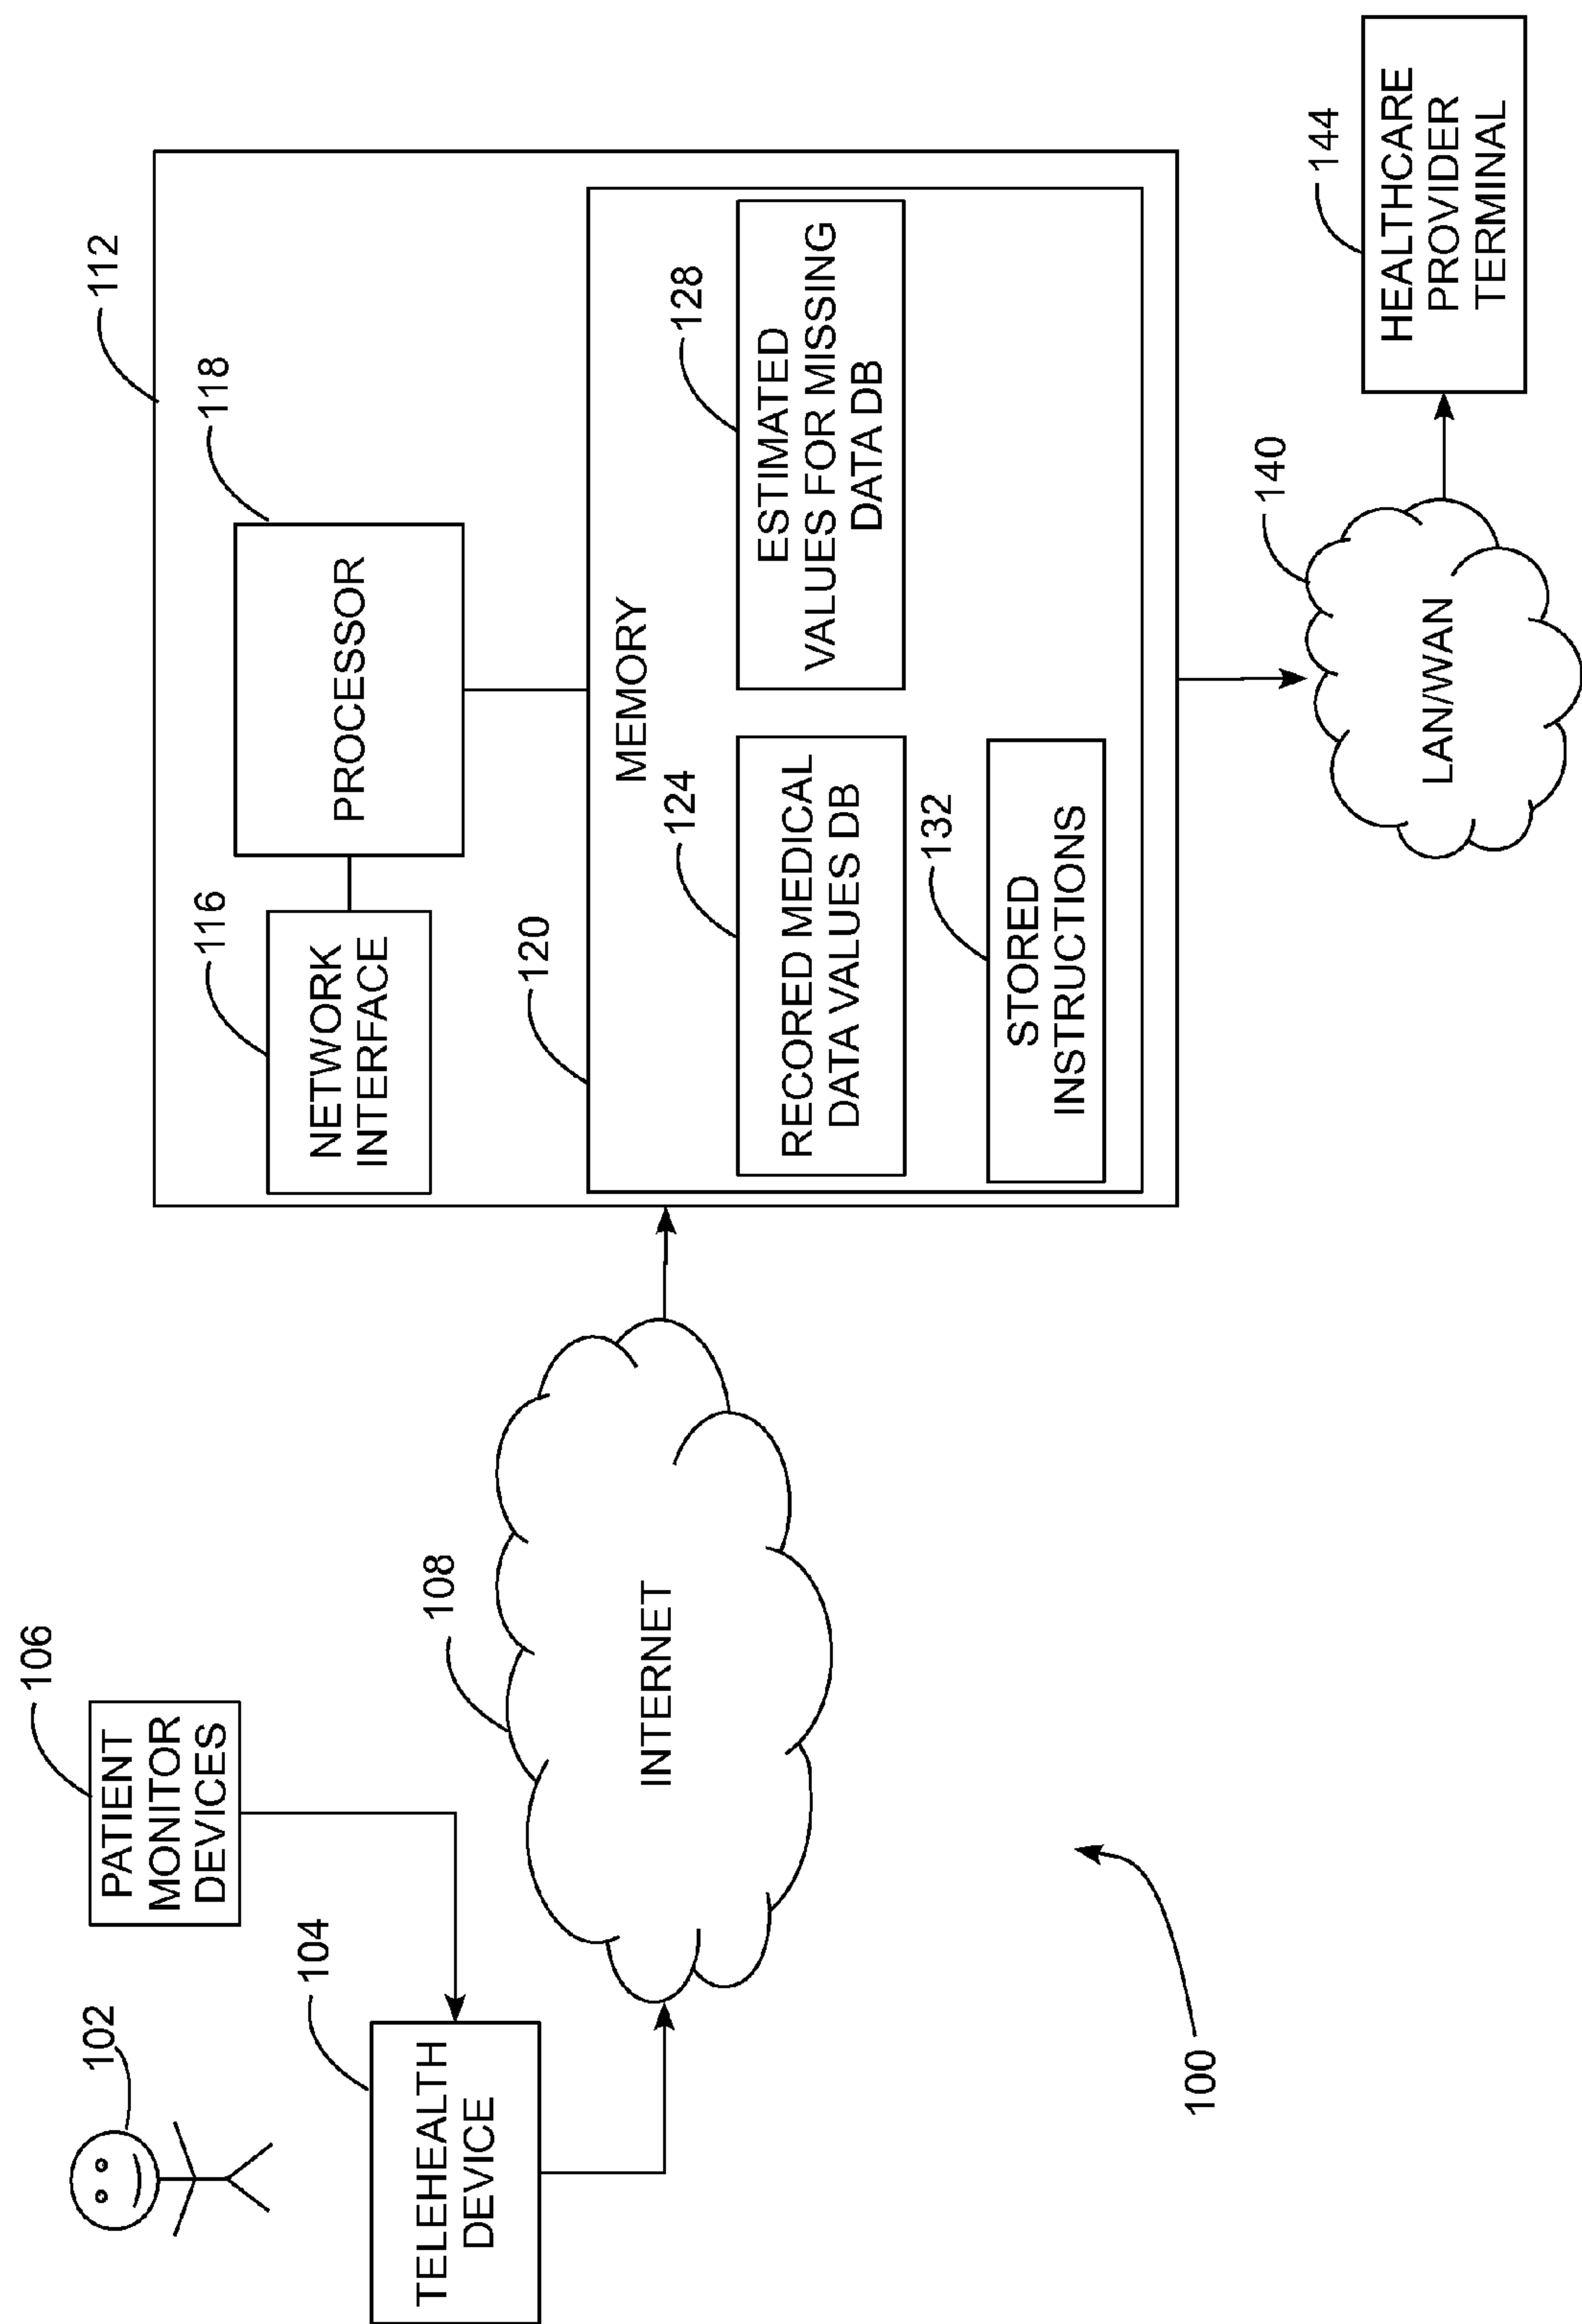 102
106
PATIENT
MONITOR
DEVICES
104
TELEHEALTH
DEVICE
108
INTERNET
100
112
116
NETWORK
INTERFACE
118
PROCESSOR
120
MEMORY
124
RECORED MEDICAL
DATA VALUES DB
128
ESTIMATED
VALUES FOR MISSING
DATA DB
132
STORED
INSTRUCTIONS
140
LAN/WAN
144
HEALTHCARE
PROVIDER
TERMINAL